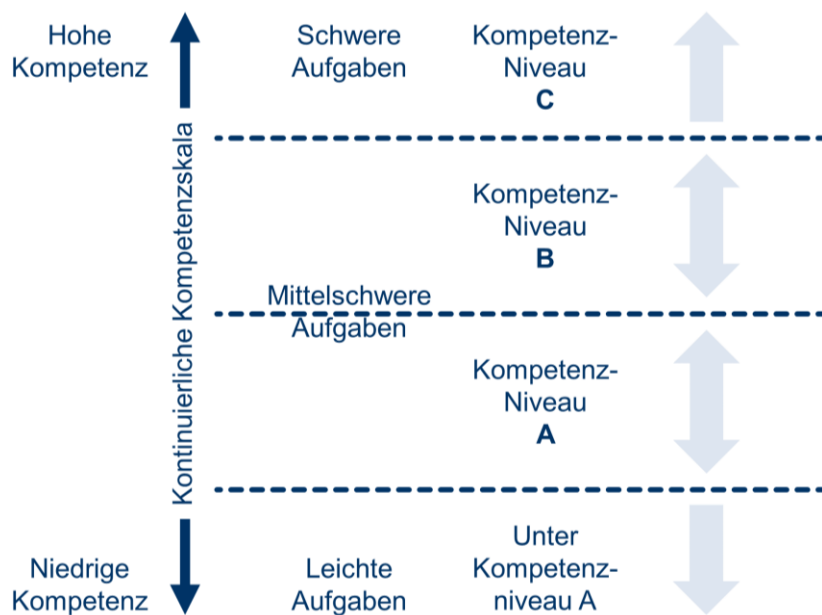 Hohe
Kompetenz
Schwere
Aufgaben
Kompetenz-
Niveau
C
Kontinuierliche Kompetenzskala
Kompetenz-
Niveau
B
Mittelschwere
Aufgaben
Kompetenz-
Niveau
A
Niedrige
Kompetenz
Leichte
Aufgaben
Unter
Kompetenz-
niveau A